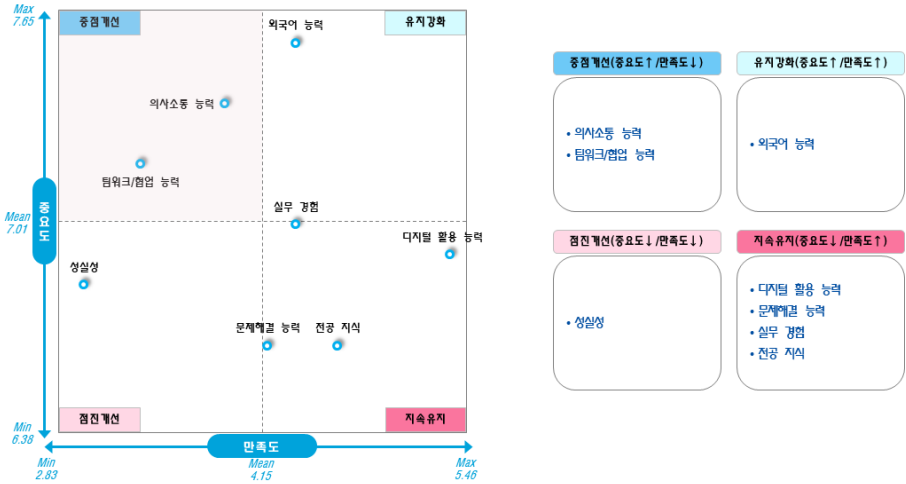 Max
7.65
중점개선
외국어 능력
유지강화
의사소통 능력
팀워크/협업 능력
중요도
Mean
7.01
실무 경험
디지털 활용 능력
성실성
문제해결 능력
전공 지식
Min
6.38
점진개선
지속유지
만족도
Min
2.83
Mean
4.15
Max
5.46
중점개선(중요도↑/만족도↓)
• 의사소통 능력
• 팀워크/협업 능력
유지강화(중요도↑/만족도↑)
• 외국어 능력
점진개선(중요도↓/만족도↓)
• 성실성
지속유지(중요도↓/만족도↑)
• 디지털 활용 능력
• 문제해결 능력
• 실무 경험
• 전공 지식